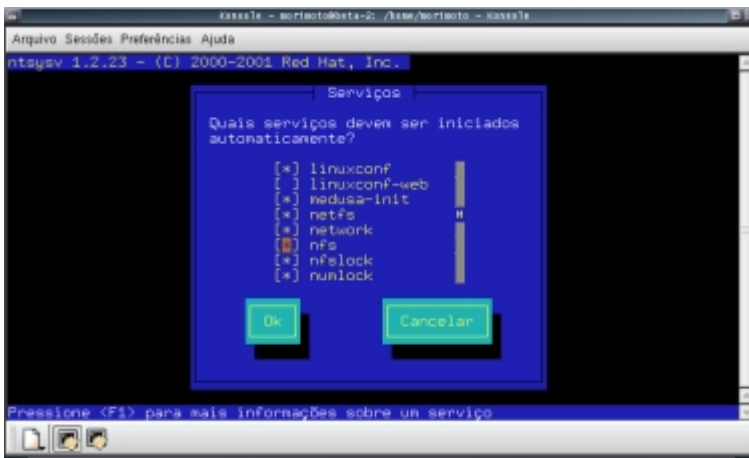 Konsole - morimoto@beta-2: /home/morimoto - Konsole
Arquivo Sessões Preferências Ajuda
ntsysv 1.2.23 - (C) 2000-2001 Red Hat, Inc.
Serviços
Quais serviços devem ser iniciados
automaticamente?
[*] linuxconf
[ ] linuxconf-web
[*] medusa-init
[*] netfs
[*] network
[*] nfs
[*] nfslock
[*] numlock
Ok Cancelar
Pressione <F1> para mais informações sobre um serviço